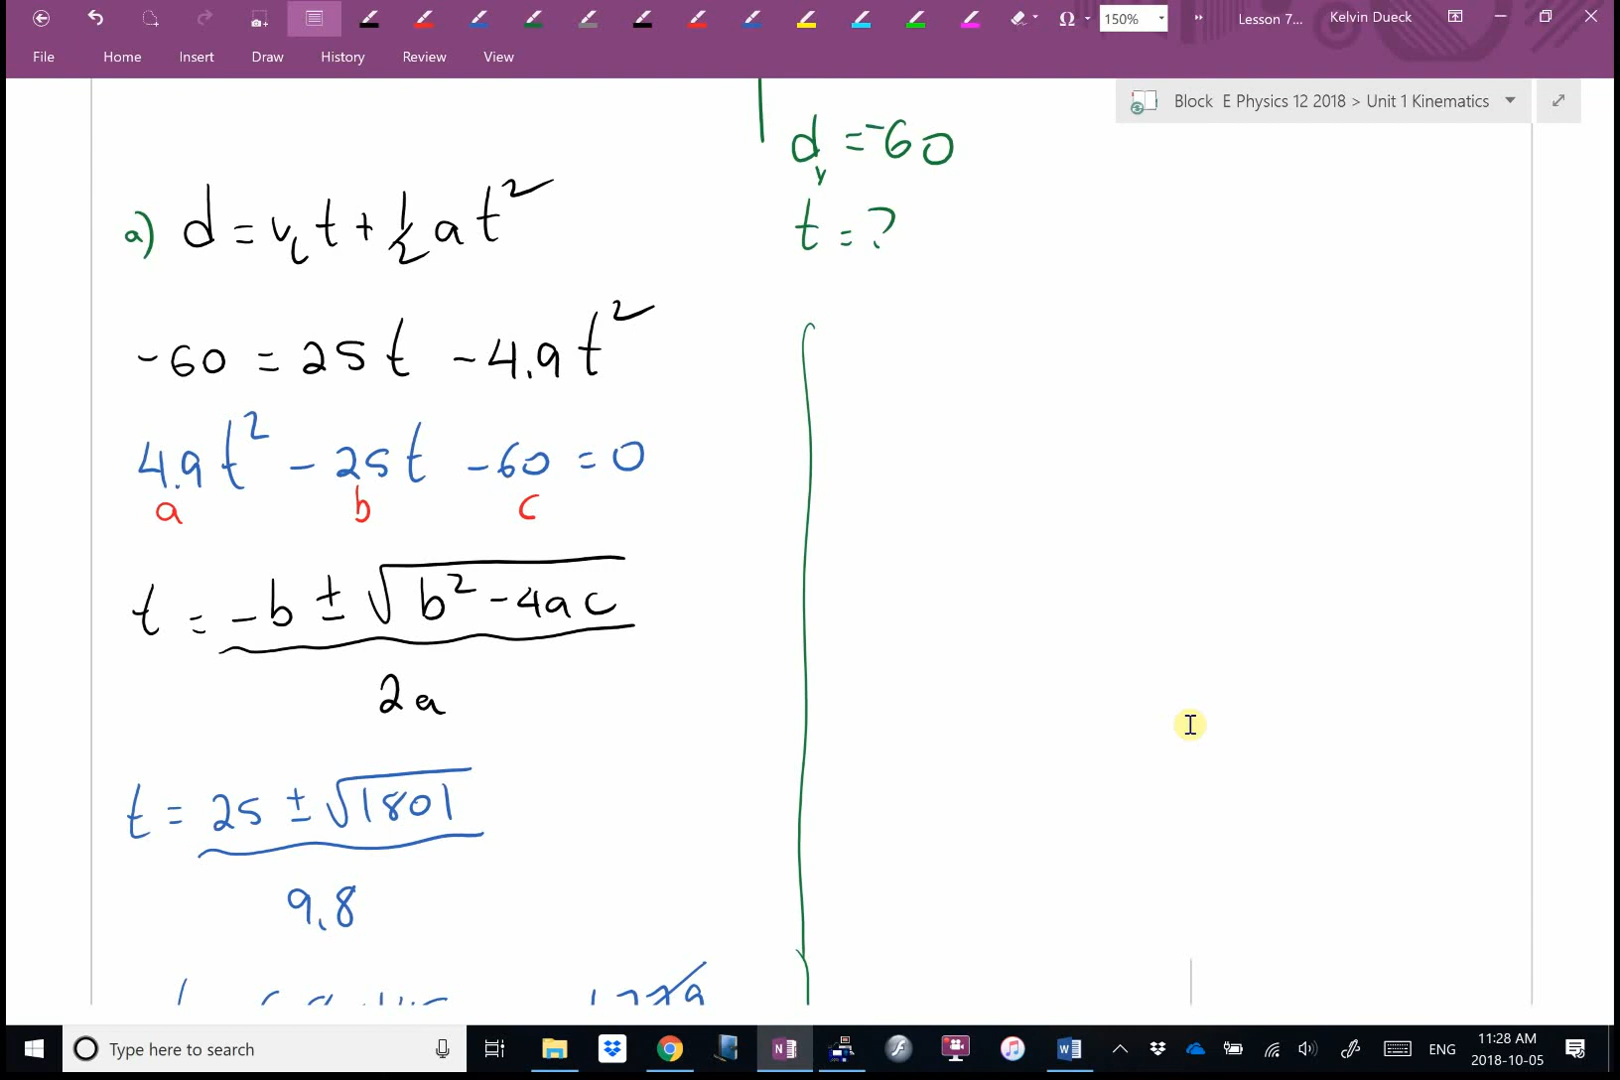 150%
Lesson 7...
Kelvin Dueck
File Home Insert Draw History Review View
Block E Physics 12 2018 > Unit 1 Kinematics
d_y = -60
t = ?
a) d = v_i t + 1/2 a t²
-60 = 25t - 4.9t²
4.9t² - 25t - 60 = 0
a b c
t = (-b ± √(b² - 4ac)) / 2a
t = (25 ± √1801) / 9.8
Type here to search
ENG
11:28 AM
2018-10-05